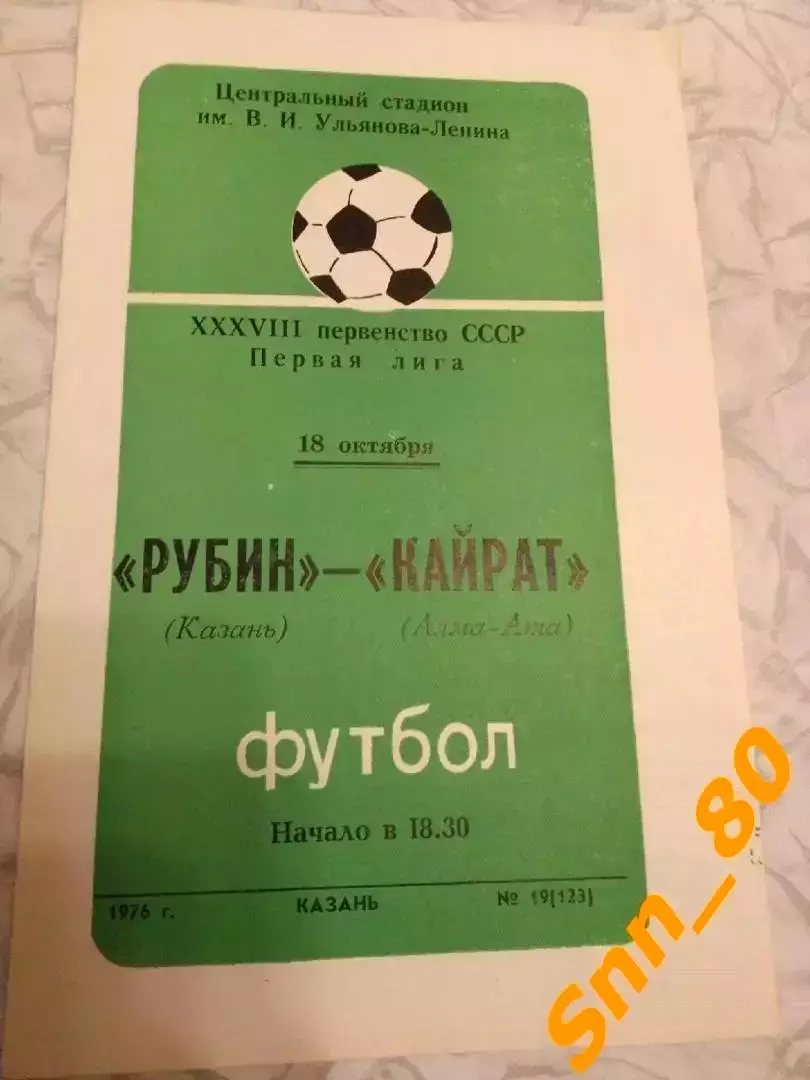 Центральный стадион
им. В. И. Ульянова-Ленина
XXXVIII первенство СССР
Первая лига
18 октября
«РУБИН»—«КАЙРАТ»
(Казань) (Алма-Ата)
футбол
Начало в 18.30
1976 г. КАЗАНЬ № 19(123)
Snn_80